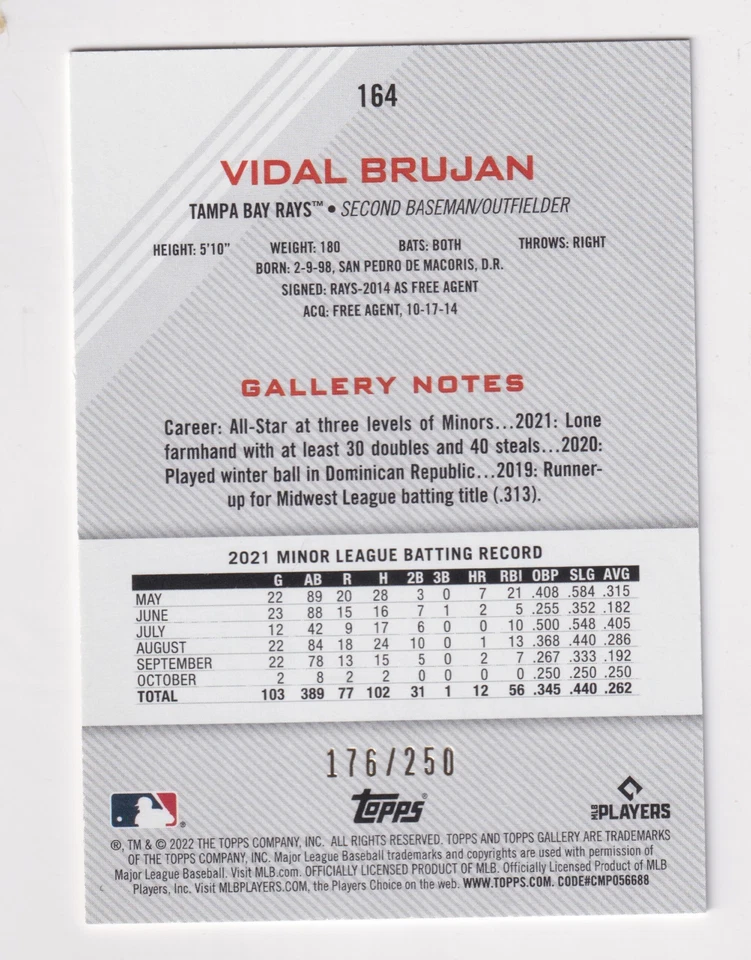 164
VIDAL BRUJAN
TAMPA BAY RAYS™ • SECOND BASEMAN/OUTFIELDER
HEIGHT: 5'10" WEIGHT: 180 BATS: BOTH THROWS: RIGHT
BORN: 2-9-98, SAN PEDRO DE MACORIS, D.R.
SIGNED: RAYS-2014 AS FREE AGENT
ACQ: FREE AGENT, 10-17-14
GALLERY NOTES
Career: All-Star at three levels of Minors...2021: Lone
farmhand with at least 30 doubles and 40 steals...2020:
Played winter ball in Dominican Republic...2019: Runner-
up for Midwest League batting title (.313).
2021 MINOR LEAGUE BATTING RECORD
G AB R H 2B 3B HR RBI OBP SLG AVG
MAY 22 89 20 28 3 0 7 21 .408 .584 .315
JUNE 23 88 15 16 7 1 2 5 .255 .352 .182
JULY 12 42 9 17 6 0 0 10 .500 .548 .405
AUGUST 22 84 18 24 10 0 1 13 .368 .440 .286
SEPTEMBER 22 78 13 15 5 0 2 7 .267 .333 .192
OCTOBER 2 8 2 2 0 0 0 0 .250 .250 .250
TOTAL 103 389 77 102 31 1 12 56 .345 .440 .262
176/250
topps®
MLB PLAYERS
®, TM & © 2022 THE TOPPS COMPANY, INC. ALL RIGHTS RESERVED. TOPPS AND TOPPS GALLERY ARE TRADEMARKS
OF THE TOPPS COMPANY, INC. Major League Baseball trademarks and copyrights are used with permission of
Major League Baseball. Visit MLB.com. OFFICIALLY LICENSED PRODUCT OF MLB. Officially Licensed Product of MLB
Players, Inc. Visit MLBPLAYERS.COM, the Players Choice on the web. WWW.TOPPS.COM. CODE#CMP056688